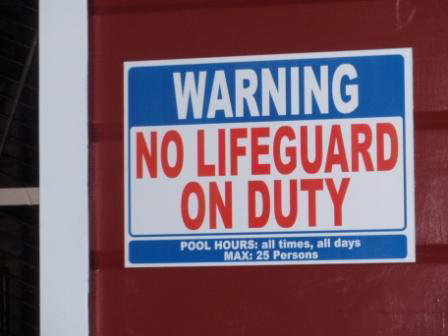 WARNING
NO LIFEGUARD
ON DUTY
POOL HOURS: all times, all days
MAX: 25 Persons